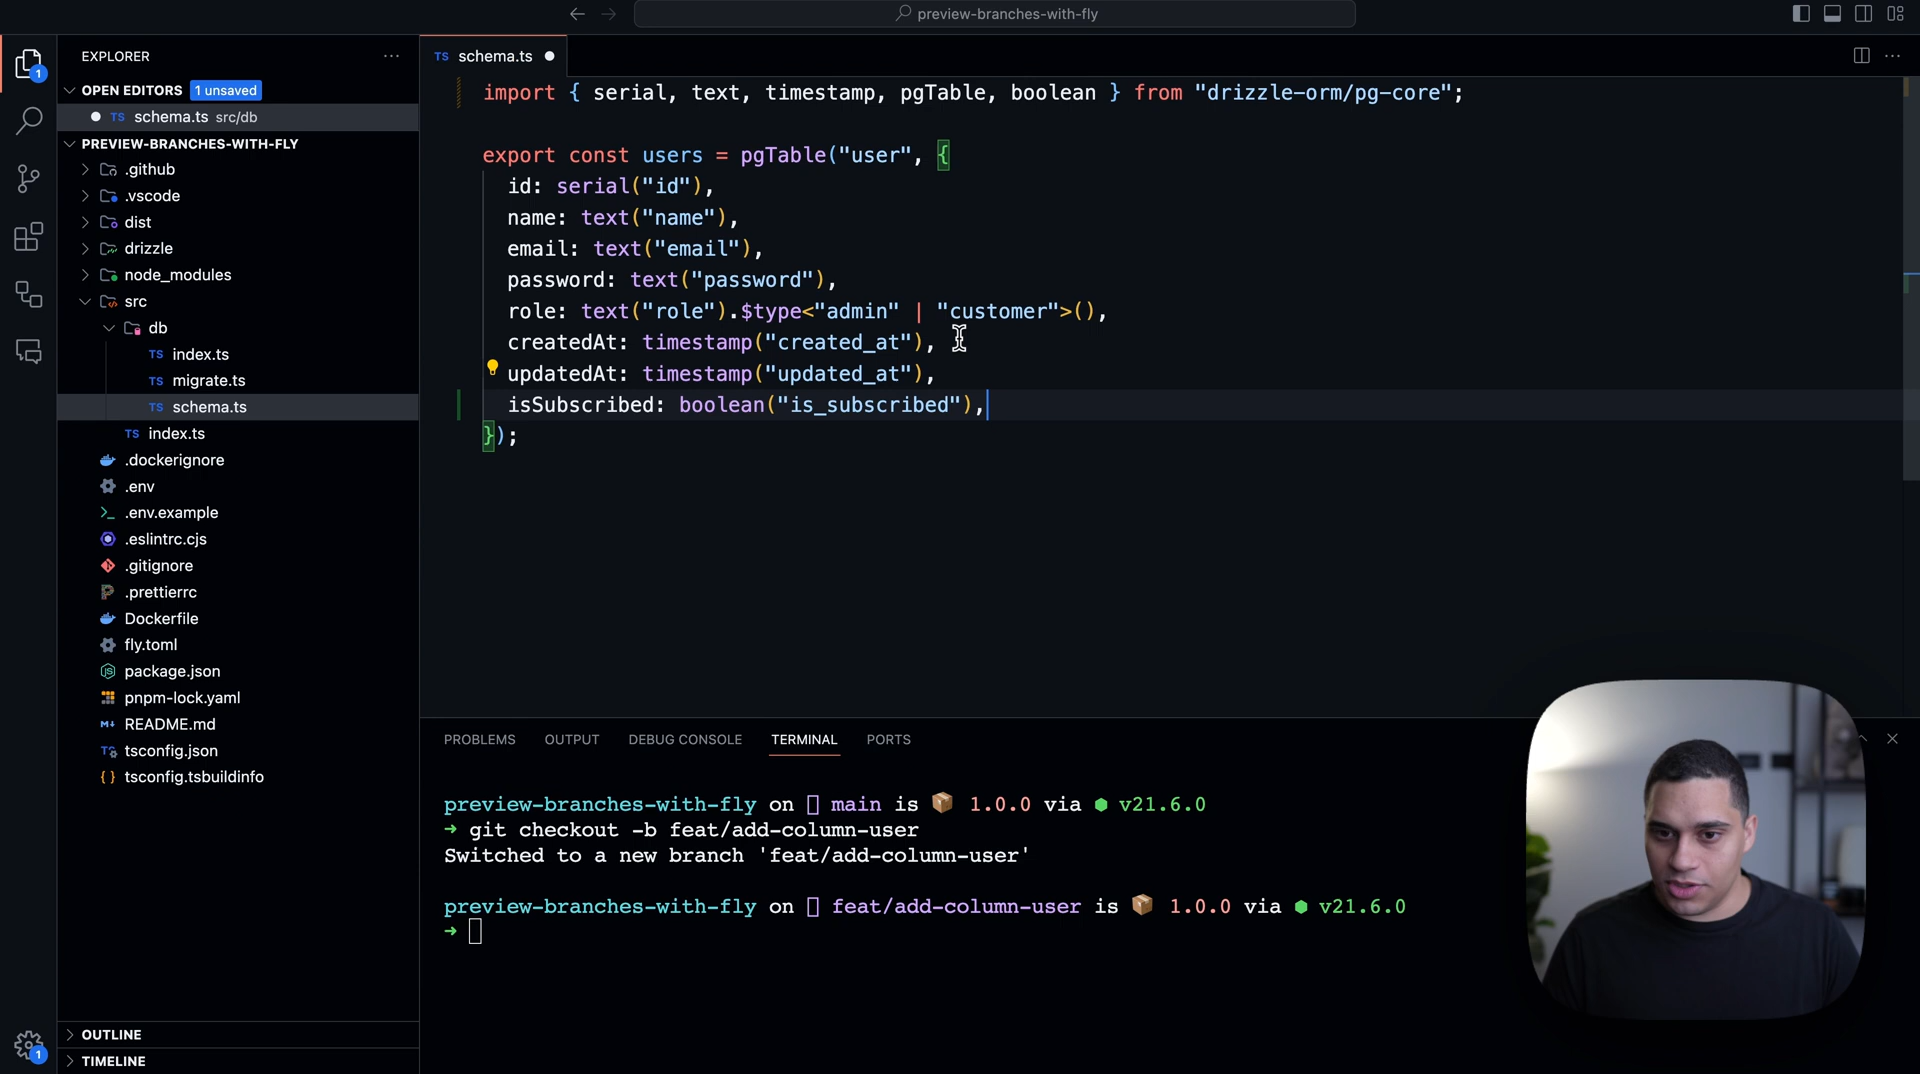 preview-branches-with-fly
EXPLORER
OPEN EDITORS 1 unsaved
TS schema.ts src/db
PREVIEW-BRANCHES-WITH-FLY
.github
.vscode
dist
drizzle
node_modules
src
db
TS index.ts
TS migrate.ts
TS schema.ts
TS index.ts
.dockerignore
.env
.env.example
.eslintrc.cjs
.gitignore
.prettierrc
Dockerfile
fly.toml
package.json
pnpm-lock.yaml
README.md
tsconfig.json
tsconfig.tsbuildinfo
OUTLINE
TIMELINE
1
1
TS schema.ts
import { serial, text, timestamp, pgTable, boolean } from "drizzle-orm/pg-core";
export const users = pgTable("user", {
id: serial("id"),
name: text("name"),
email: text("email"),
password: text("password"),
role: text("role").$type<"admin" | "customer">(),
createdAt: timestamp("created_at"),
updatedAt: timestamp("updated_at"),
isSubscribed: boolean("is_subscribed"),
});
PROBLEMS OUTPUT DEBUG CONSOLE TERMINAL PORTS
preview-branches-with-fly on main is 📦 1.0.0 via ⬢ v21.6.0
➜ git checkout -b feat/add-column-user
Switched to a new branch 'feat/add-column-user'
preview-branches-with-fly on feat/add-column-user is 📦 1.0.0 via ⬢ v21.6.0
➜